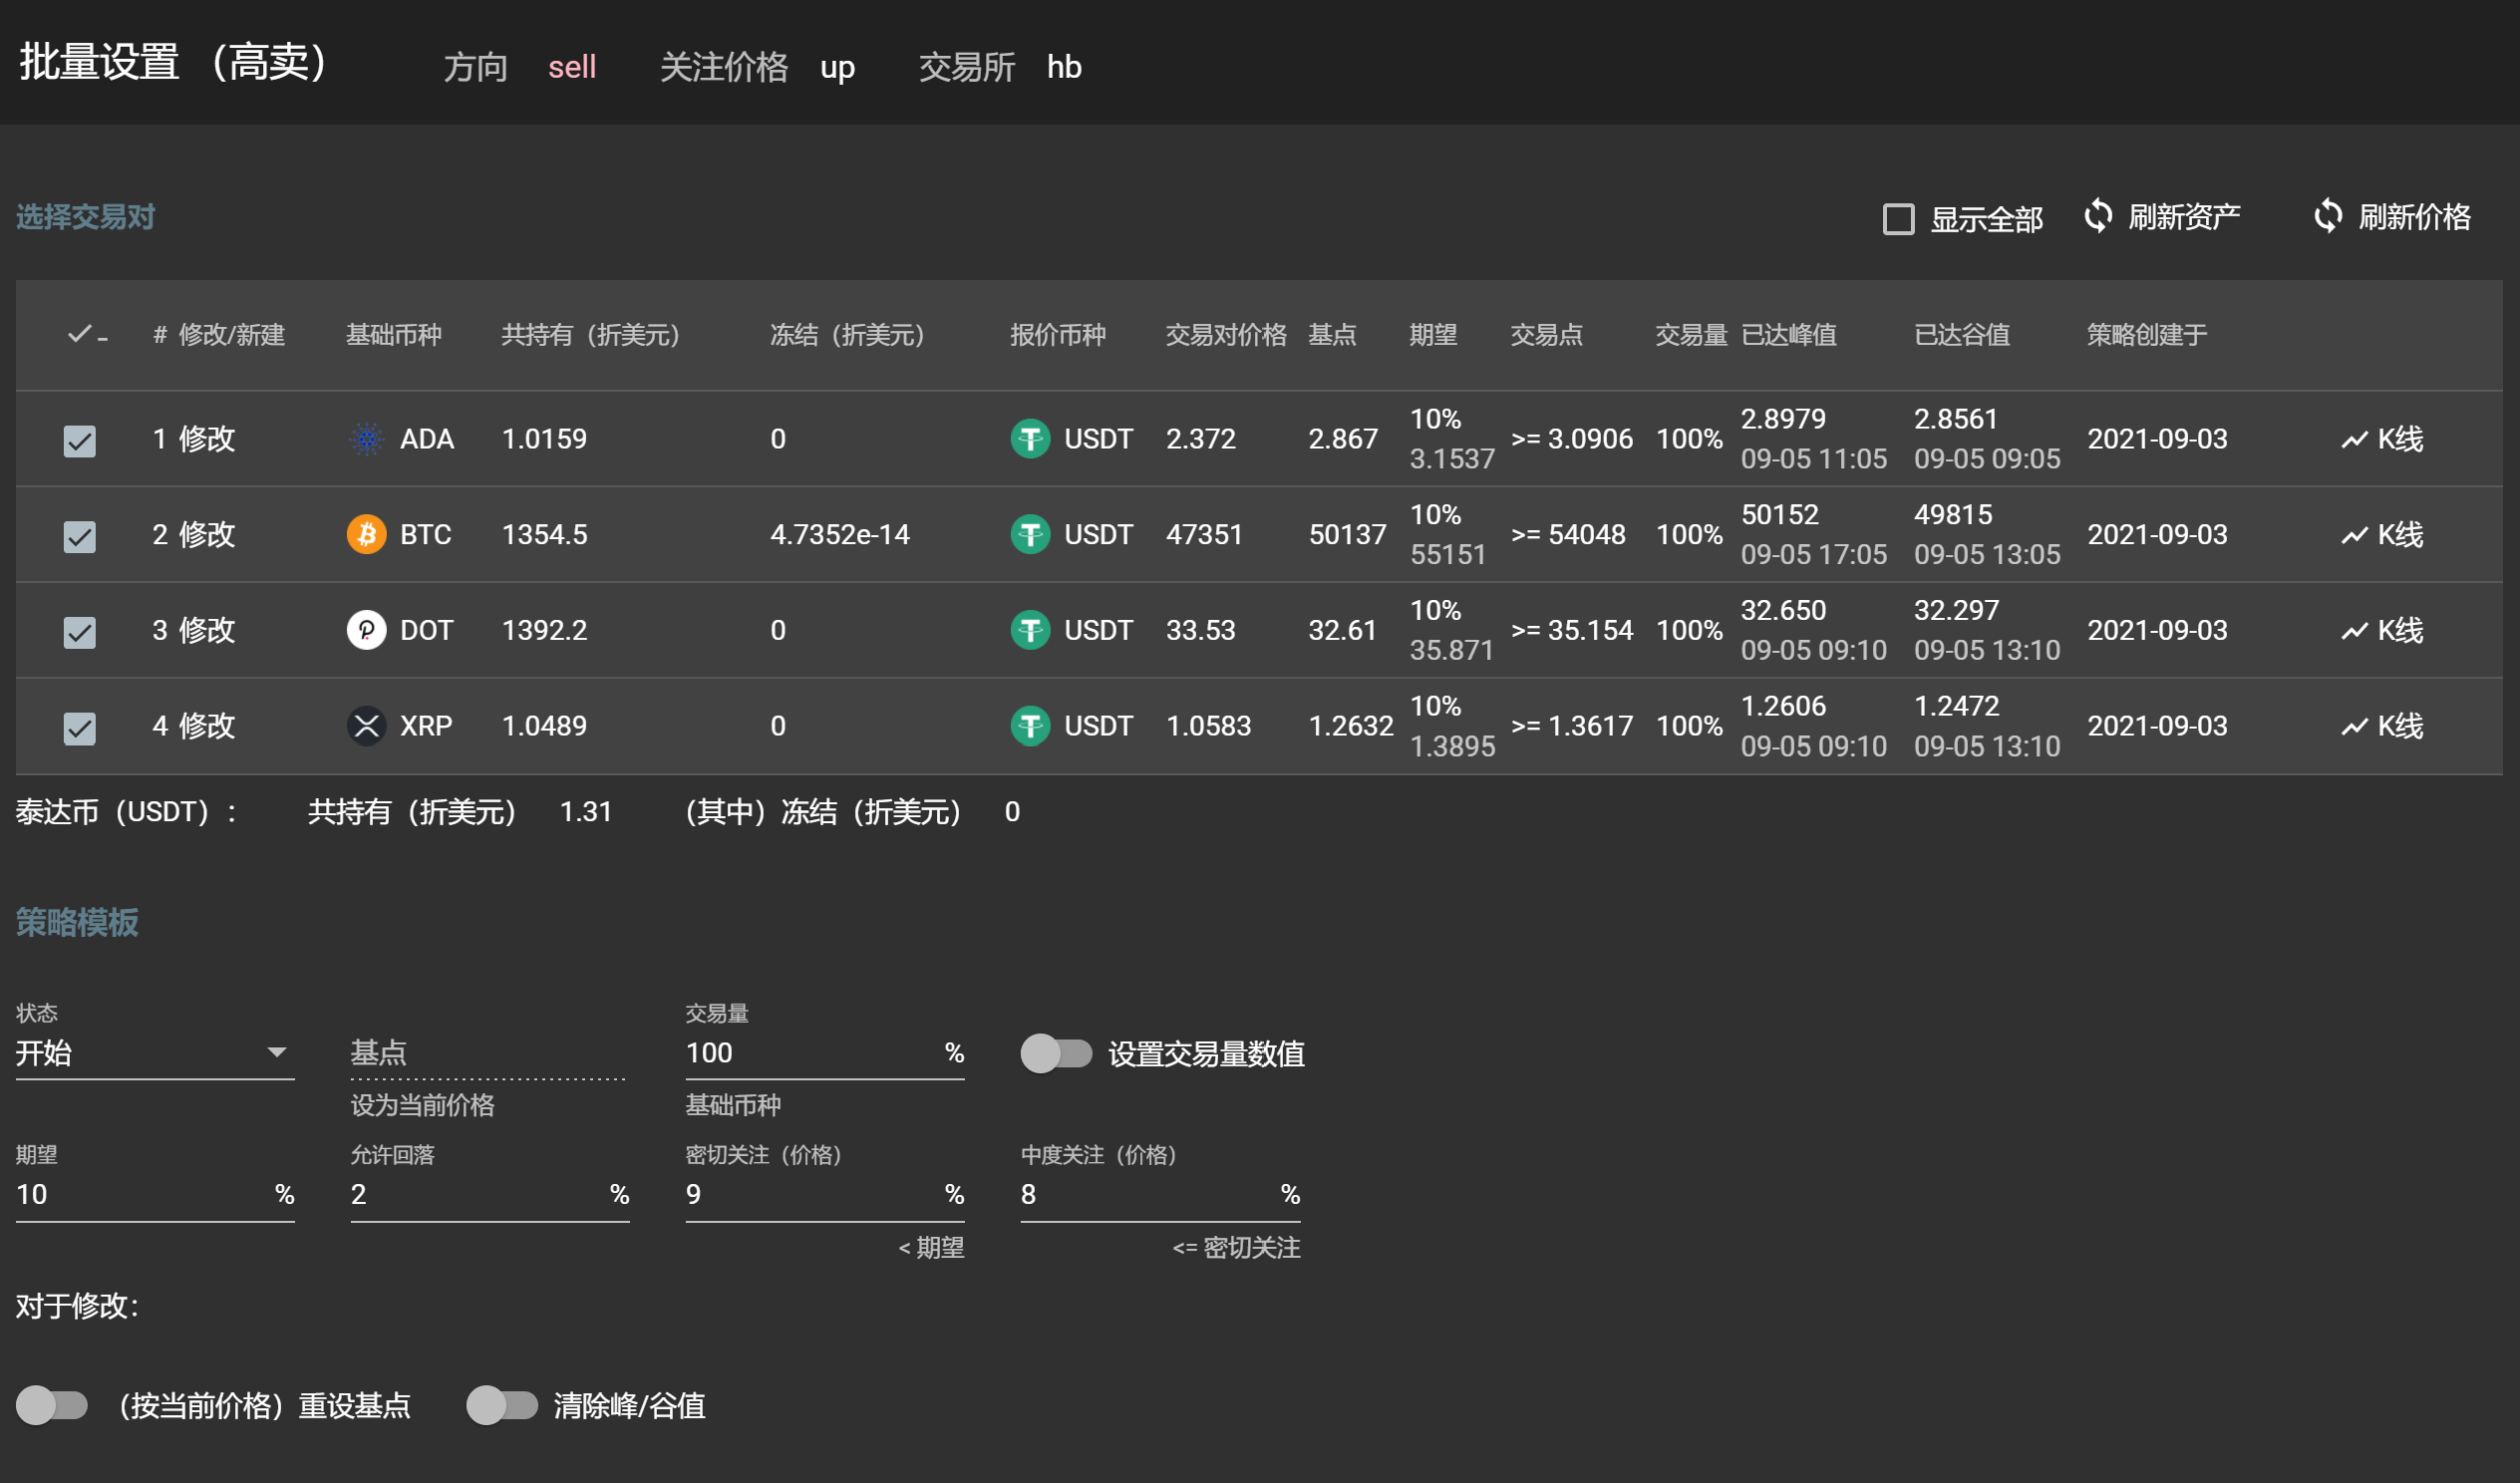 批量设置 （高卖） 方向 sell 关注价格 up 交易所 hb
选择交易对 显示全部 刷新资产 刷新价格
# 修改/新建 基础币种 共持有（折美元） 冻结（折美元） 报价币种 交易对价格 基点 期望 交易点 交易量 已达峰值 已达谷值 策略创建于
1 修改 ADA 1.0159 0 USDT 2.372 2.867 10% >= 3.0906 100% 2.8979 2.8561 2021-09-03 K线
3.1537 09-05 11:05 09-05 09:05
2 修改 BTC 1354.5 4.7352e-14 USDT 47351 50137 10% >= 54048 100% 50152 49815 2021-09-03 K线
55151 09-05 17:05 09-05 13:05
3 修改 DOT 1392.2 0 USDT 33.53 32.61 10% >= 35.154 100% 32.650 32.297 2021-09-03 K线
35.871 09-05 09:10 09-05 13:10
4 修改 XRP 1.0489 0 USDT 1.0583 1.2632 10% >= 1.3617 100% 1.2606 1.2472 2021-09-03 K线
1.3895 09-05 09:10 09-05 13:10
泰达币（USDT）： 共持有（折美元） 1.31 （其中）冻结（折美元） 0
策略模板
状态 交易量
开始 基点 100 % 设置交易量数值
设为当前价格 基础币种
期望 允许回落 密切关注（价格） 中度关注（价格）
10 % 2 % 9 % 8 %
< 期望 <= 密切关注
对于修改：
（按当前价格）重设基点 清除峰/谷值